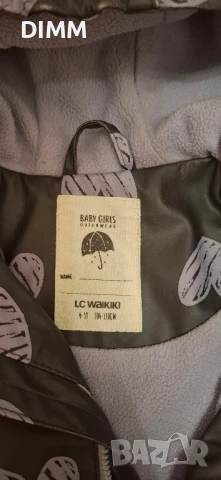 DIMM
BABY GIRLS
OUTERWEAR
NAME
LC WAIKIKI
4-5Y 104-110CM
BAZAR